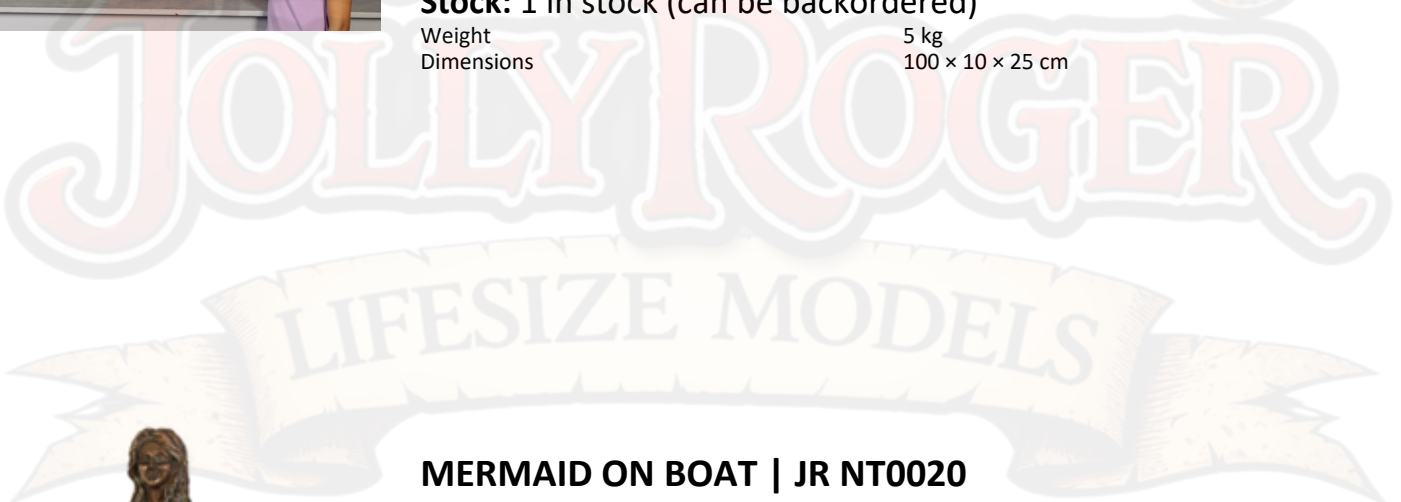 Stock: 1 in stock (can be backordered)
Weight 5 kg
Dimensions 100 × 10 × 25 cm
JOLLY ROGER
LIFESIZE MODELS
MERMAID ON BOAT | JR NT0020